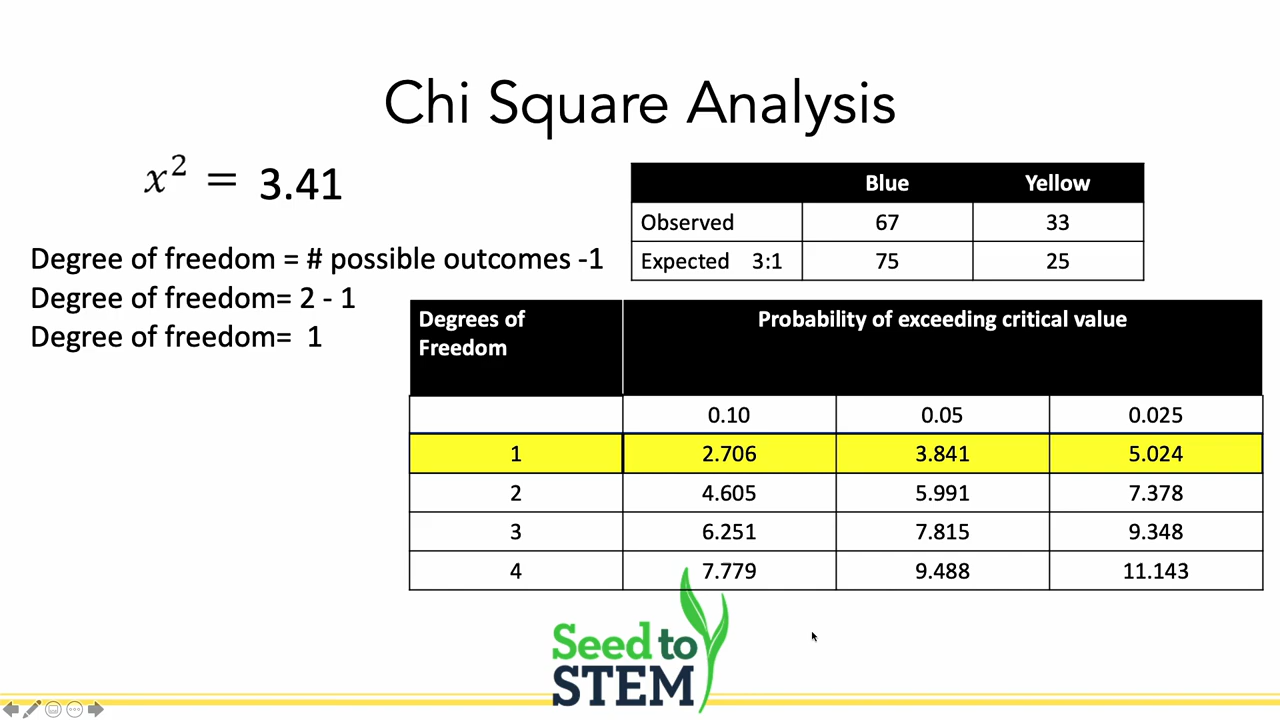 Chi Square Analysis
x² = 3.41
Degree of freedom = # possible outcomes -1
Degree of freedom= 2 - 1
Degree of freedom= 1
Blue Yellow
Observed 67 33
Expected 3:1 75 25
Degrees of Freedom Probability of exceeding critical value
0.10 0.05 0.025
1 2.706 3.841 5.024
2 4.605 5.991 7.378
3 6.251 7.815 9.348
4 7.779 9.488 11.143
Seed to
STEM